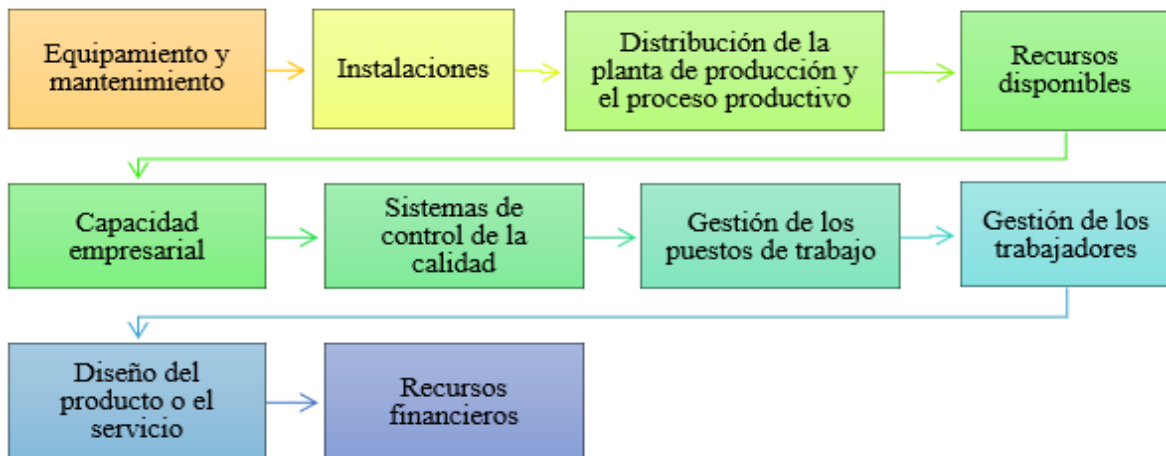 Equipamiento y
mantenimiento
Instalaciones
Distribución de la
planta de producción y
el proceso productivo
Recursos
disponibles
Capacidad
empresarial
Sistemas de
control de la
calidad
Gestión de los
puestos de trabajo
Gestión de los
trabajadores
Diseño del
producto o el
servicio
Recursos
financieros